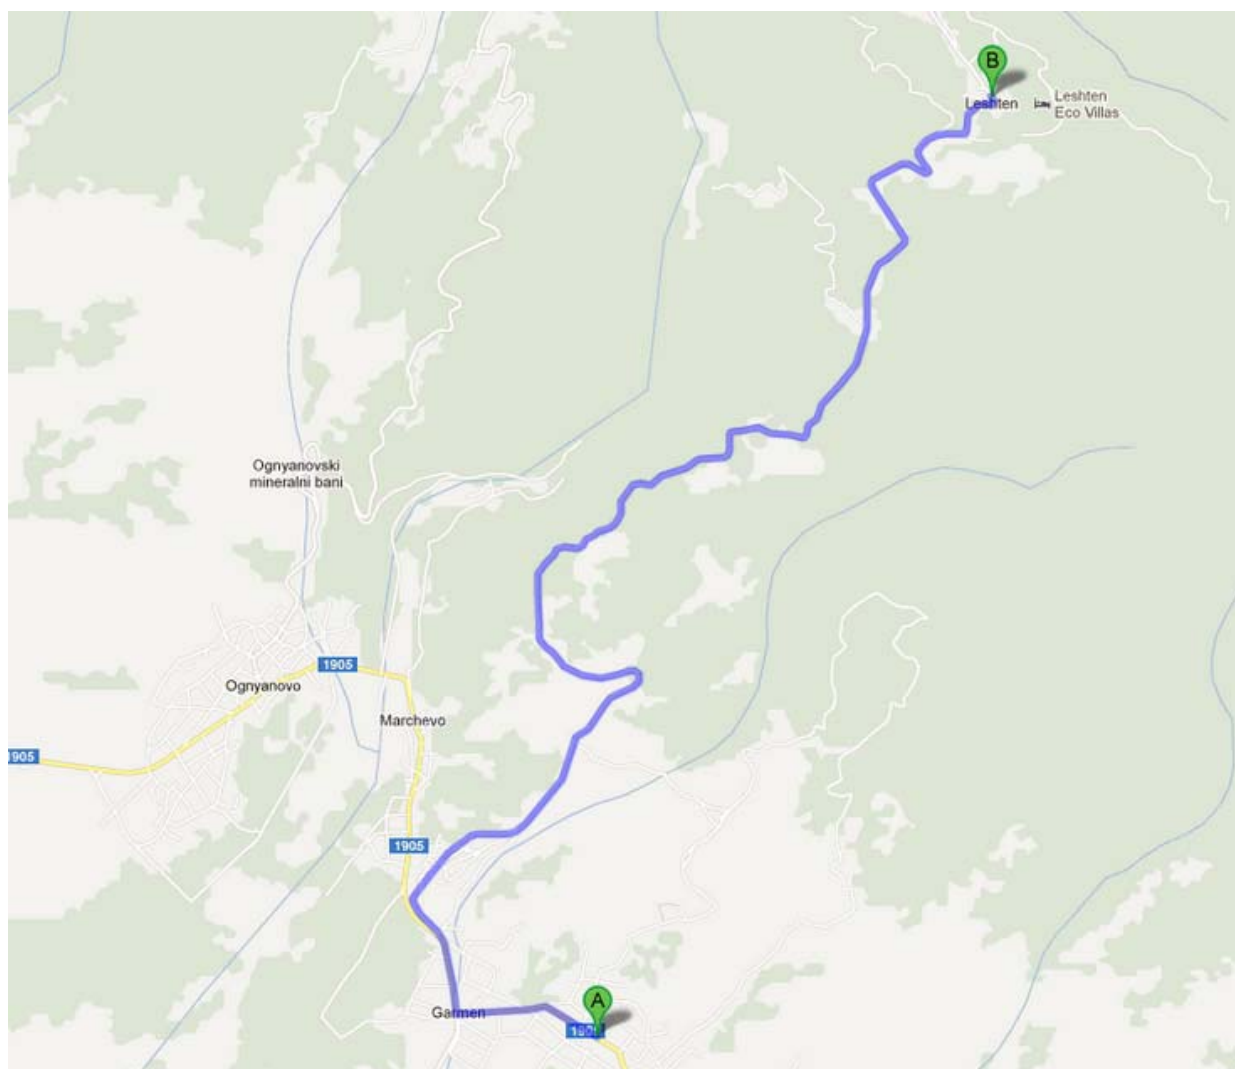 B
Leshten
Leshten
Eco Villas
Ognyanovski
mineralni bani
1905
Ognyanovo
Marchevo
1905
1905
A
Garmen